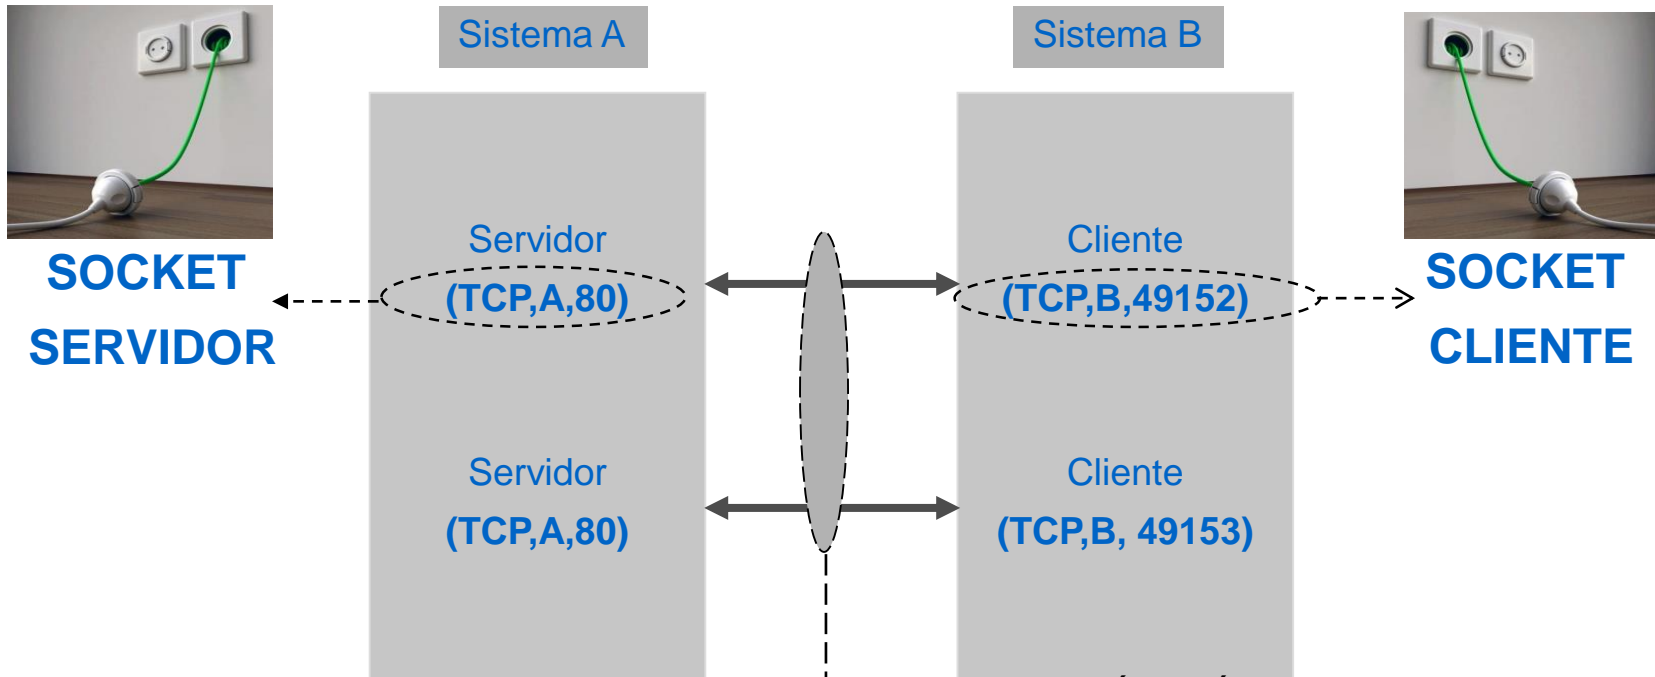 Sistema A
Sistema B
Servidor
(TCP,A,80)
Cliente
(TCP,B,49152)
SOCKET
SERVIDOR
SOCKET
CLIENTE
Servidor
(TCP,A,80)
Cliente
(TCP,B, 49153)